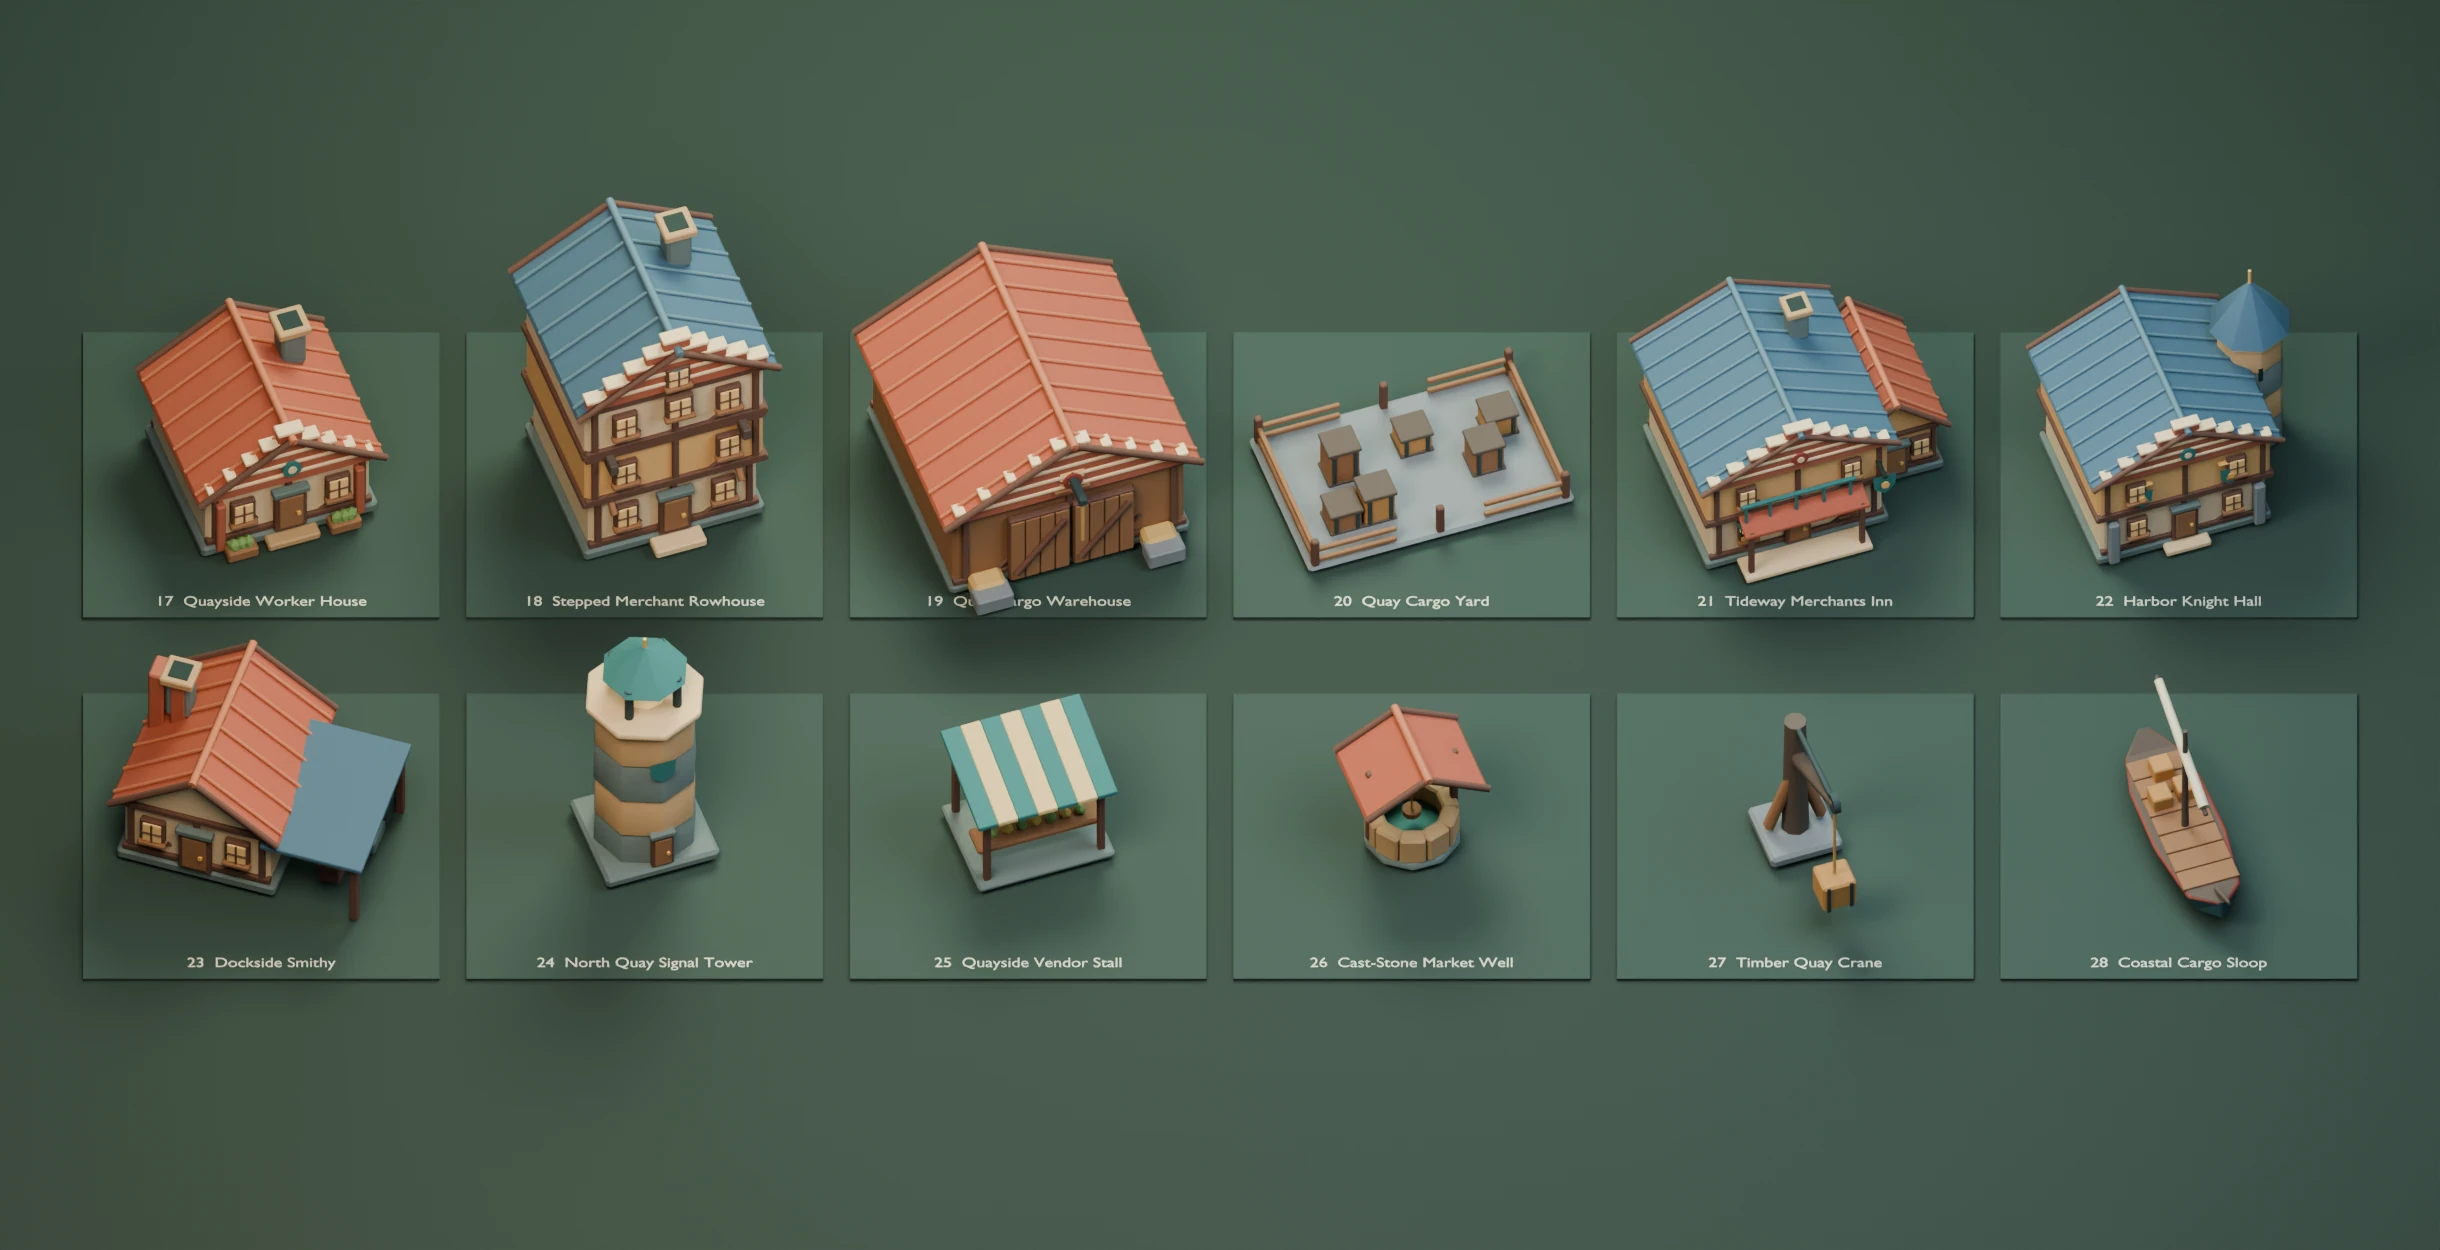 17 Quayside Worker House
18 Stepped Merchant Rowhouse
19 Warehouse
20 Quay Cargo Yard
21 Tideway Merchants Inn
22 Harbor Knight Hall
23 Dockside Smithy
24 North Quay Signal Tower
25 Quayside Vendor Stall
26 Cast-Stone Market Well
27 Timber Quay Crane
28 Coastal Cargo Sloop